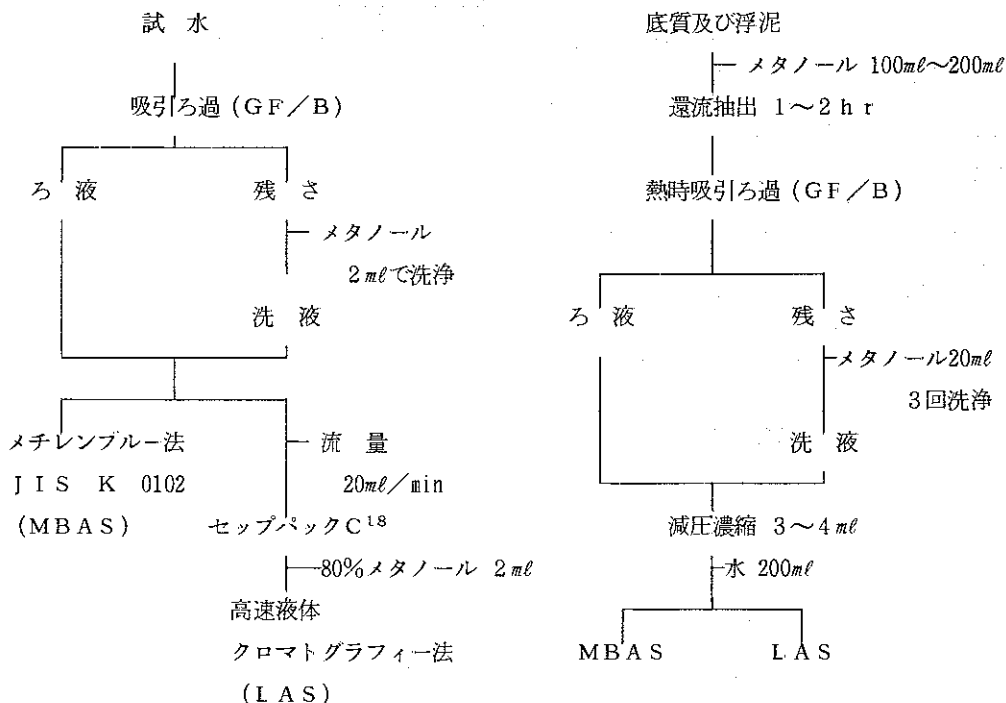 試水
吸引ろ過(GF/B)
ろ液 残さ
メタノール
2mlで洗浄
洗液
メチレンブルー法
JIS K 0102
(MBAS)
流量
20ml/min
セップパックC18
80%メタノール 2ml
高速液体
クロマトグラフィー法
(LAS)
底質及び浮泥
メタノール 100ml~200ml
還流抽出 1~2hr
熱時吸引ろ過(GF/B)
ろ液 残さ
メタノール20ml
3回洗浄
洗液
減圧濃縮 3~4ml
水 200ml
MBAS LAS